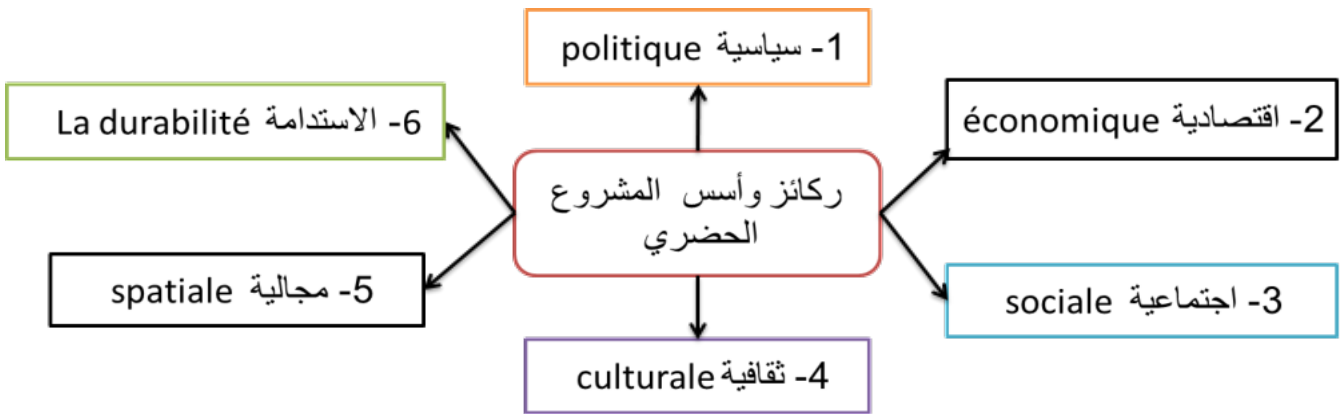 1- سياسية politique
2- اقتصادية économique
6- الاستدامة La durabilité
ركائز وأسس المشروع
الحضري
5- مجالية spatiale
3- اجتماعية sociale
4- ثقافية culturale